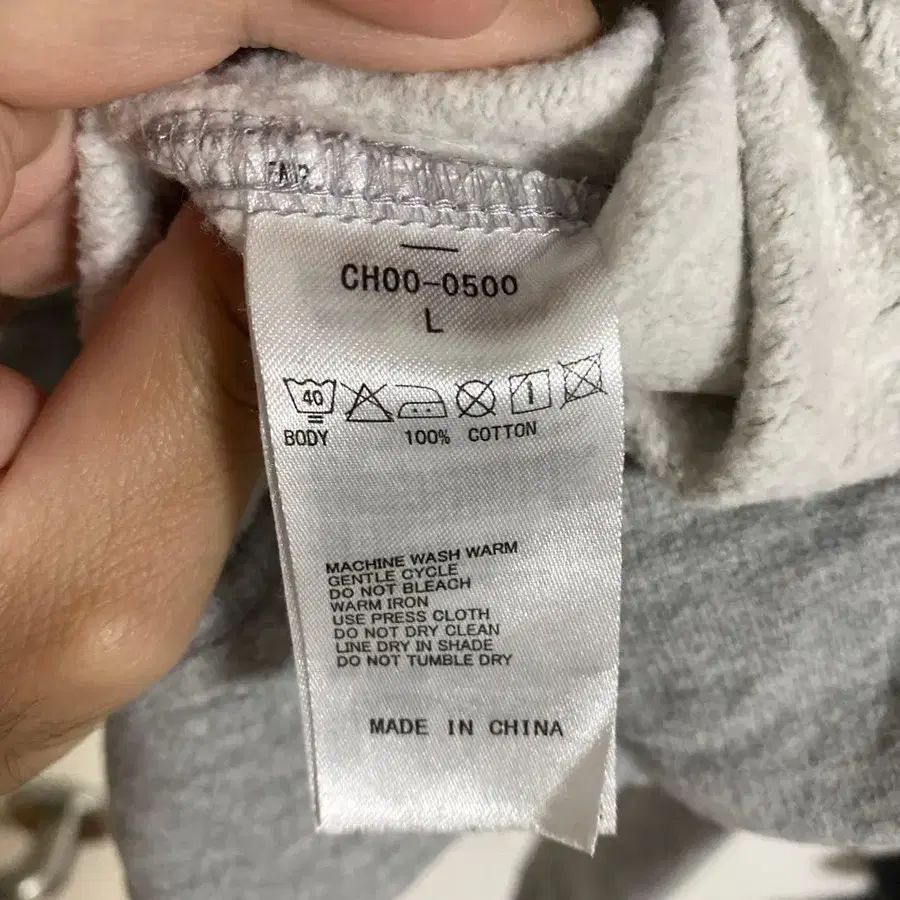 CH00-0500
L
40
BODY 100% COTTON
MACHINE WASH WARM
GENTLE CYCLE
DO NOT BLEACH
WARM IRON
USE PRESS CLOTH
DO NOT DRY CLEAN
LINE DRY IN SHADE
DO NOT TUMBLE DRY
MADE IN CHINA